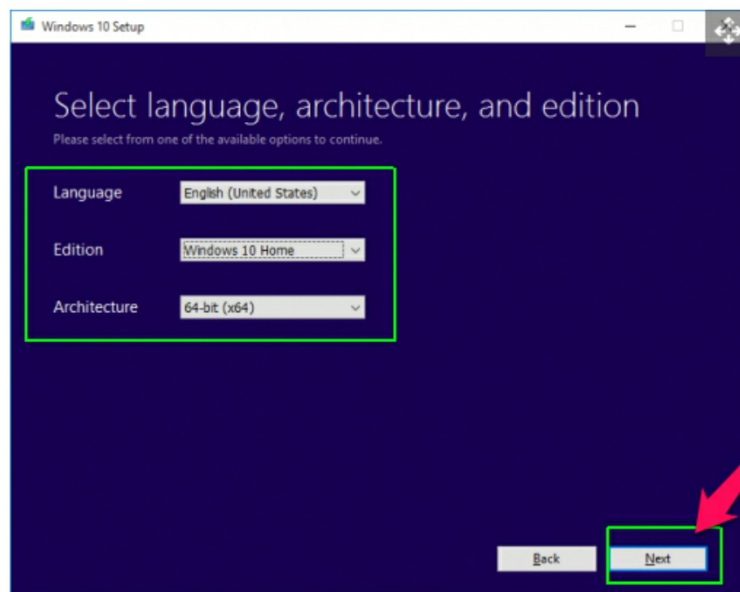 Windows 10 Setup
Select language, architecture, and edition
Please select from one of the available options to continue.
Language English (United States)
Edition Windows 10 Home
Architecture 64-bit (x64)
Back Next